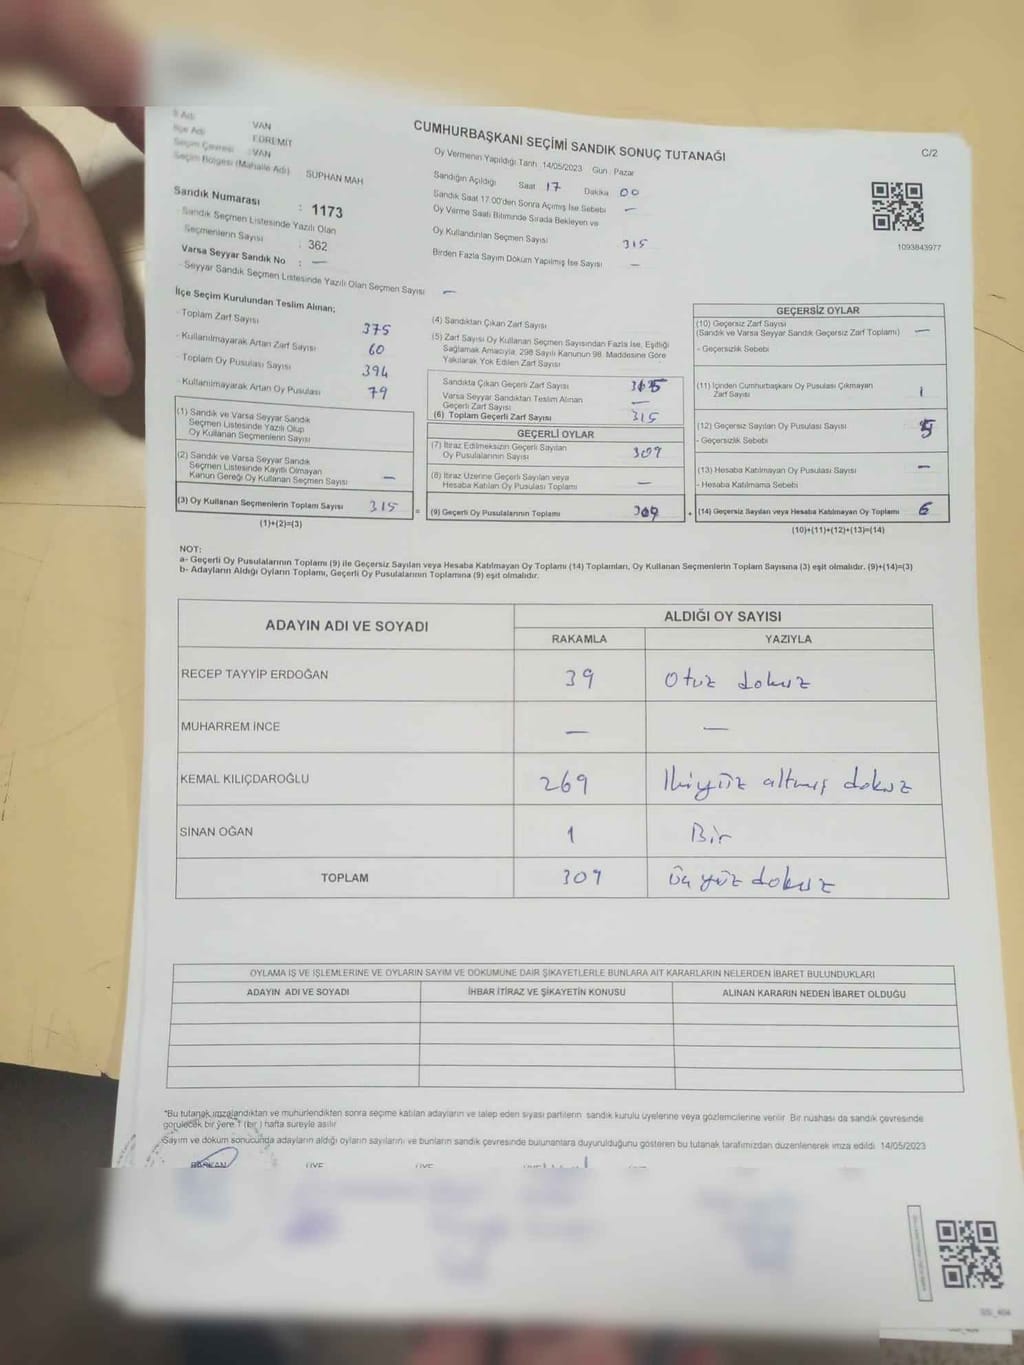 İl Adı VAN
İlçe Adı EDREMİT
Seçim Çevresi : VAN
Seçim Bölgesi (Mahalle Adı) SUPHAN MAH
Sandık Numarası : 1173
Sandık Seçmen Listesinde Yazılı Olan
Seçmenlerin Sayısı : 362
Varsa Seyyar Sandık No : —
Seyyar Sandık Seçmen Listesinde Yazılı Olan Seçmen Sayısı —
CUMHURBAŞKANI SEÇİMİ SANDIK SONUÇ TUTANAĞI
C/2
Oy Vermenin Yapıldığı Tarih 14/05/2023 Gün Pazar
Sandığın Açıldığı Saat 17 Dakika 00
Sandık Saat 17.00'den Sonra Açılmış İse Sebebi —
Oy Verme Saati Bitiminde Sırada Bekleyen ve
Oy Kullandırılan Seçmen Sayısı 315
Birden Fazla Sayım Döküm Yapılmış İse Sayısı —
1093843977
İlçe Seçim Kurulundan Teslim Alınan;
- Toplam Zarf Sayısı 375
- Kullanılmayarak Artan Zarf Sayısı 60
- Toplam Oy Pusulası Sayısı 394
- Kullanılmayarak Artan Oy Pusulası 79
(1) Sandık ve Varsa Seyyar Sandık
Seçmen Listesinde Yazılı Olup
Oy Kullanan Seçmenlerin Sayısı
(2) Sandık ve Varsa Seyyar Sandık
Seçmen Listesinde Kayıtlı Olmayan
Kanun Gereği Oy Kullanan Seçmen Sayısı —
(3) Oy Kullanan Seçmenlerin Toplam Sayısı 315 =
(1)+(2)=(3)
(4) Sandıktan Çıkan Zarf Sayısı
(5) Zarf Sayısı Oy Kullanan Seçmen Sayısından Fazla İse, Eşitliği
Sağlamak Amacıyla, 298 Sayılı Kanunun 98. Maddesine Göre
Yakılarak Yok Edilen Zarf Sayısı
Sandıkta Çıkan Geçerli Zarf Sayısı
Varsa Seyyar Sandıktan Teslim Alınan
Geçerli Zarf Sayısı —
(6) Toplam Geçerli Zarf Sayısı 315
GEÇERLİ OYLAR
(7) İtiraz Edilmeksizin Geçerli Sayılan
Oy Pusulalarının Sayısı 309
(8) İtiraz Üzerine Geçerli Sayılan veya
Hesaba Katılan Oy Pusulası Toplamı —
(9) Geçerli Oy Pusulalarının Toplamı 309 +
GEÇERSİZ OYLAR
(10) Geçersiz Zarf Sayısı
(Sandık ve Varsa Seyyar Sandık Geçersiz Zarf Toplamı) —
- Geçersizlik Sebebi
(11) İçinden Cumhurbaşkanı Oy Pusulası Çıkmayan
Zarf Sayısı 1
(12) Geçersiz Sayılan Oy Pusulası Sayısı 5
- Geçersizlik Sebebi
(13) Hesaba Katılmayan Oy Pusulası Sayısı —
- Hesaba Katılmama Sebebi
(14) Geçersiz Sayılan veya Hesaba Katılmayan Oy Toplamı 6
(10)+(11)+(12)+(13)=(14)
NOT:
a- Geçerli Oy Pusulalarının Toplamı (9) ile Geçersiz Sayılan veya Hesaba Katılmayan Oy Toplamı (14) Toplamları, Oy Kullanan Seçmenlerin Toplam Sayısına (3) eşit olmalıdır. (9)+(14)=(3)
b- Adayların Aldığı Oyların Toplamı, Geçerli Oy Pusulalarının Toplamına (9) eşit olmalıdır.
ADAYIN ADI VE SOYADI ALDIĞI OY SAYISI
RAKAMLA YAZIYLA
RECEP TAYYİP ERDOĞAN 39 Otuz dokuz
MUHARREM İNCE — —
KEMAL KILIÇDAROĞLU 269 İkiyüz altmış dokuz
SİNAN OĞAN 1 Bir
TOPLAM 309 Üç yüz dokuz
OYLAMA İŞ VE İŞLEMLERİNE VE OYLARIN SAYIM VE DÖKÜMÜNE DAİR ŞİKAYETLERLE BUNLARA AİT KARARLARIN NELERDEN İBARET BULUNDUKLARI
ADAYIN ADI VE SOYADI İHBAR İTİRAZ VE ŞİKAYETİN KONUSU ALINAN KARARIN NEDEN İBARET OLDUĞU
*Bu tutanak imzalandıktan ve mühürlendikten sonra seçime katılan adayların ve talep eden siyasi partilerin sandık kurulu üyelerine veya gözlemcilerine verilir. Bir nüshası da sandık çevresinde
görülecek bir yere 1 (bir) hafta süreyle asılır.
Sayım ve döküm sonucunda adayların aldığı oyların sayılarını ve bunların sandık çevresinde bulunanlara duyurulduğunu gösteren bu tutanak tarafımızdan düzenlenerek imza edildi. 14/05/2023
BAŞKAN ÜYE ÜYE